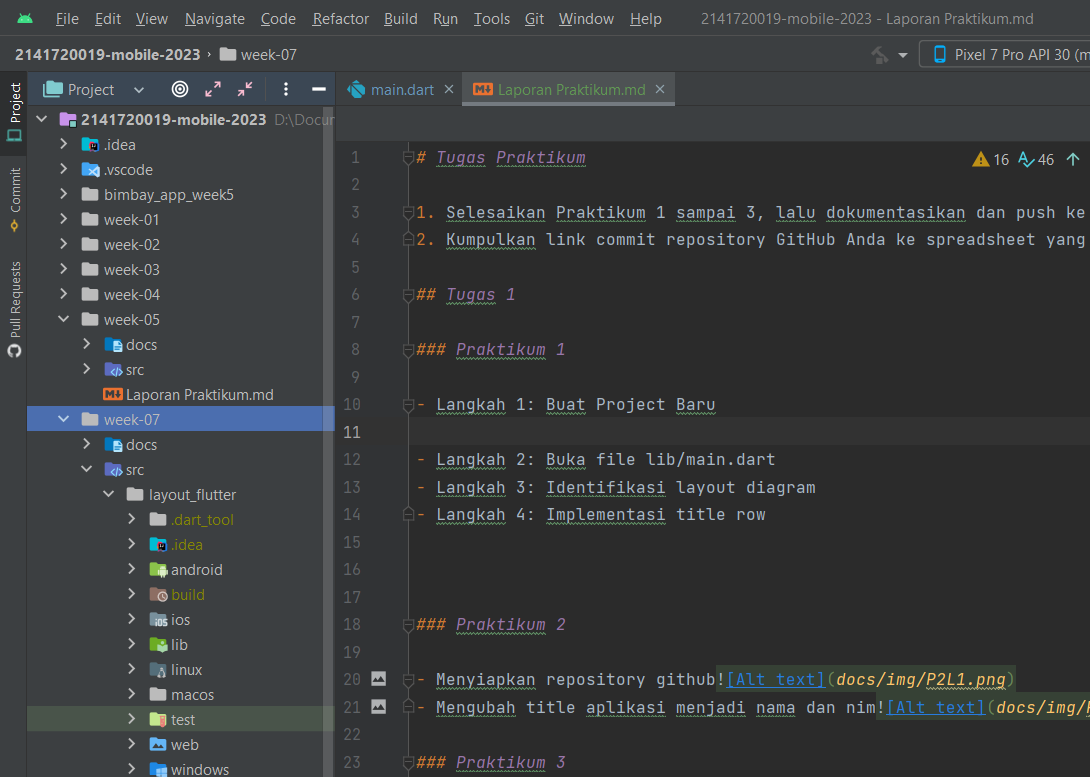 File Edit View Navigate Code Refactor Build Run Tools Git Window Help 2141720019-mobile-2023 - Laporan Praktikum.md
2141720019-mobile-2023 › week-07
Pixel 7 Pro API 30 (m
Project
Commit
Pull Requests
Project
2141720019-mobile-2023 D:\Docu
.idea
.vscode
bimbay_app_week5
week-01
week-02
week-03
week-04
week-05
docs
src
Laporan Praktikum.md
week-07
docs
src
layout_flutter
.dart_tool
.idea
android
build
ios
lib
linux
macos
test
web
windows
main.dart
Laporan Praktikum.md
16 46
1 # Tugas Praktikum
2
3 1. Selesaikan Praktikum 1 sampai 3, lalu dokumentasikan dan push ke
4 2. Kumpulkan link commit repository GitHub Anda ke spreadsheet yang
5
6 ## Tugas 1
7
8 ### Praktikum 1
9
10 - Langkah 1: Buat Project Baru
11
12 - Langkah 2: Buka file lib/main.dart
13 - Langkah 3: Identifikasi layout diagram
14 - Langkah 4: Implementasi title row
15
16
17
18 ### Praktikum 2
19
20 - Menyiapkan repository github![Alt text](docs/img/P2L1.png)
21 - Mengubah title aplikasi menjadi nama dan nim![Alt text](docs/img/
22
23 ### Praktikum 3